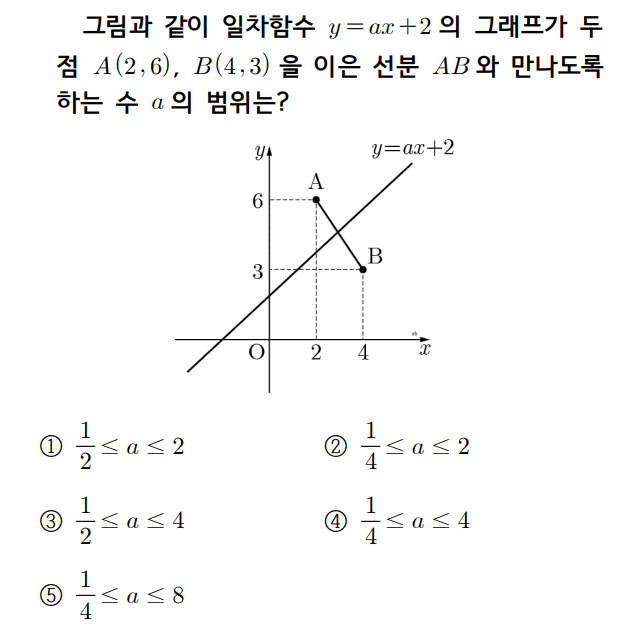 그림과 같이 일차함수 y=ax+2 의 그래프가 두
점 A(2,6), B(4,3) 을 이은 선분 AB와 만나도록
하는 수 a 의 범위는?
y
y=ax+2
A
6
B
3
O 2 4 x
① 1/2 ≤ a ≤ 2 ② 1/4 ≤ a ≤ 2
③ 1/2 ≤ a ≤ 4 ④ 1/4 ≤ a ≤ 4
⑤ 1/4 ≤ a ≤ 8